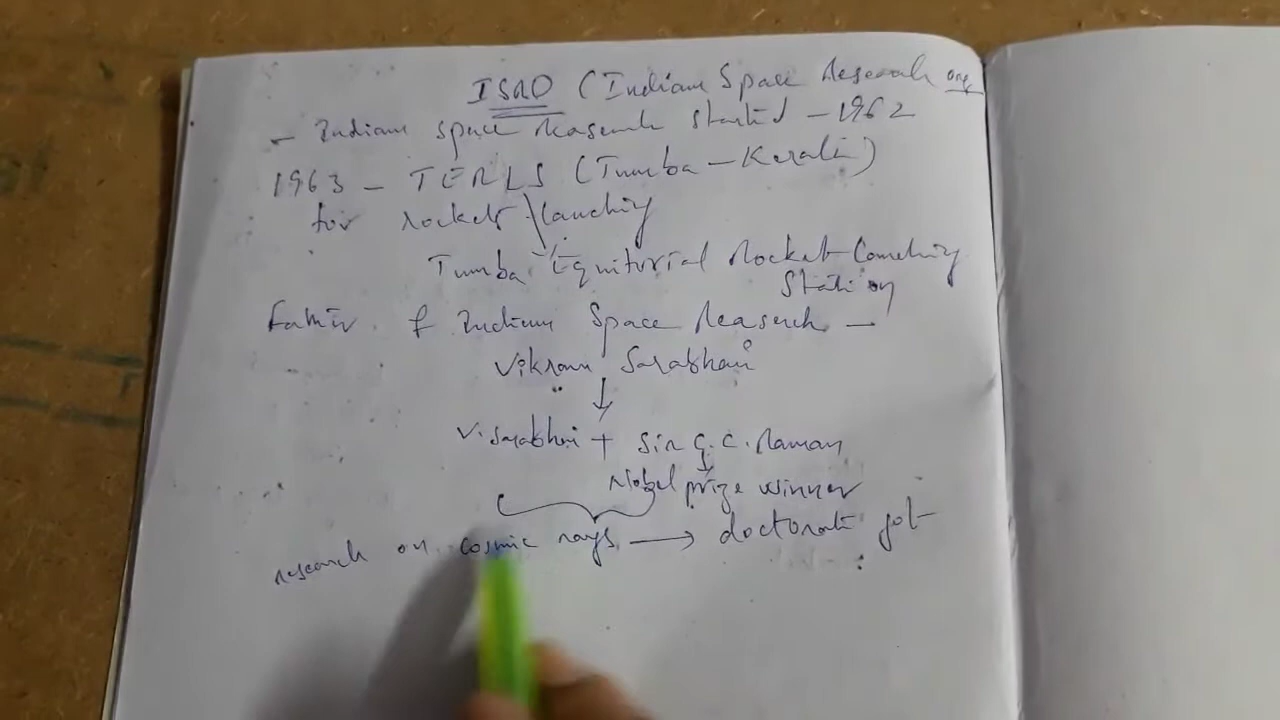 ISRO (Indian Space Research org
- Indian space Reaserch started - 1962
1963 - TERLS (Tumba - Kerala)
for rocket launching
Tumba Equitorial Rocket Launching
Station
Father of Indian Space Reaserch -
Vikram Sarabhai
V. Sarabhai + Sir C.V. Raman
Nobel prize winner
research on cosmic rays → doctorate got